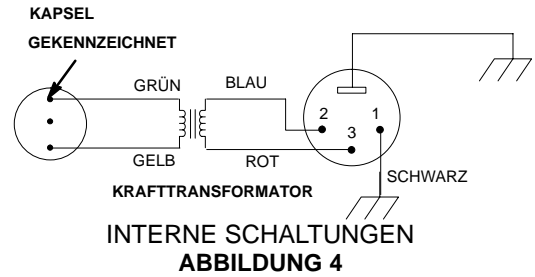 KAPSEL
GEKENNZEICHNET
GRÜN
BLAU
2
1
3
GELB
ROT
SCHWARZ
KRAFTTRANSFORMATOR
INTERNE SCHALTUNGEN
ABBILDUNG 4